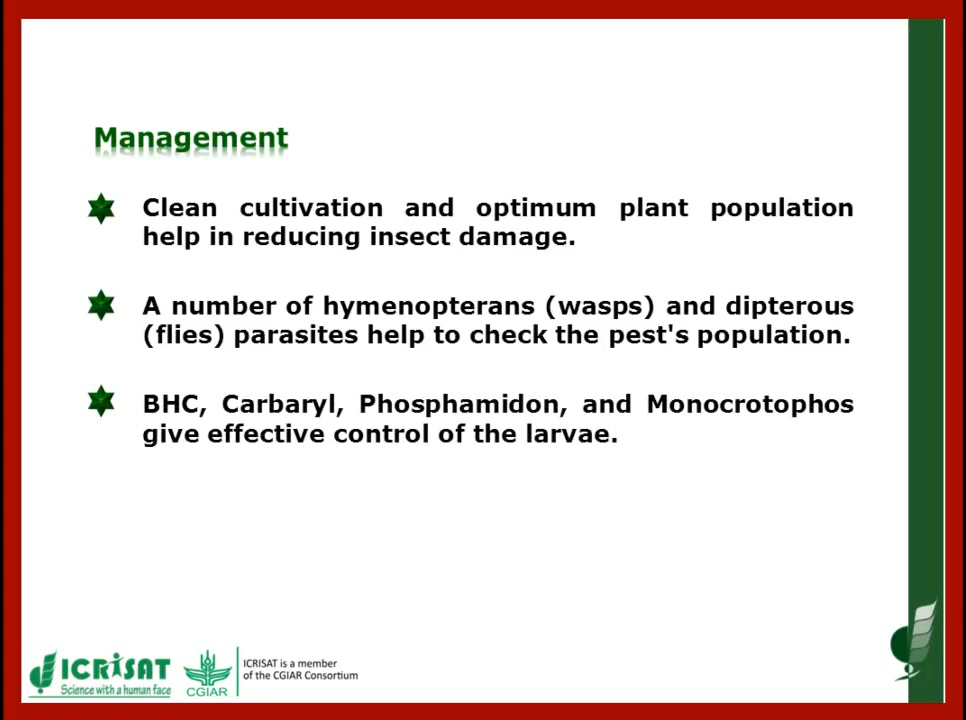 Management
Clean cultivation and optimum plant population
help in reducing insect damage.
A number of hymenopterans (wasps) and dipterous
(flies) parasites help to check the pest's population.
BHC, Carbaryl, Phosphamidon, and Monocrotophos
give effective control of the larvae.
ICRISAT
Science with a human face
CGIAR
ICRISAT is a member
of the CGIAR Consortium